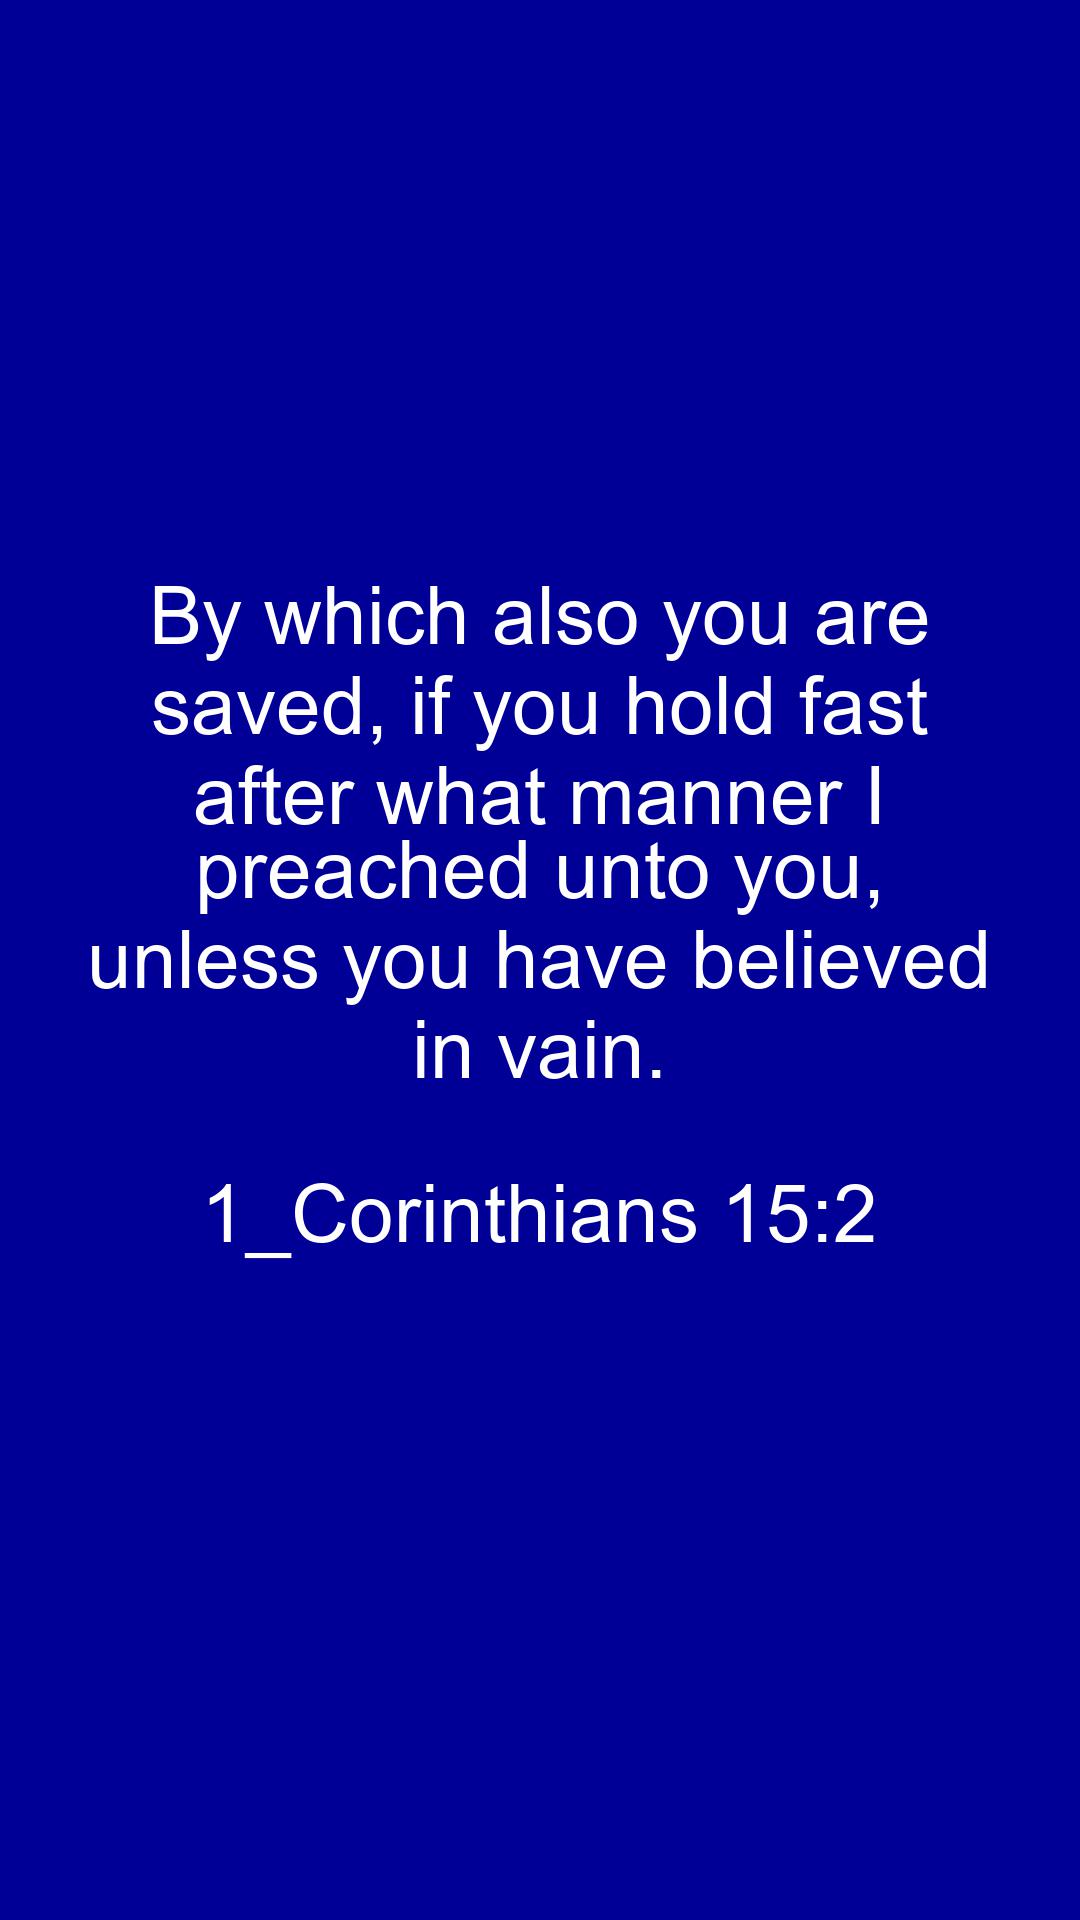 By which also you are
saved, if you hold fast
after what manner I
preached unto you,
unless you have believed
in vain.
1_Corinthians 15:2